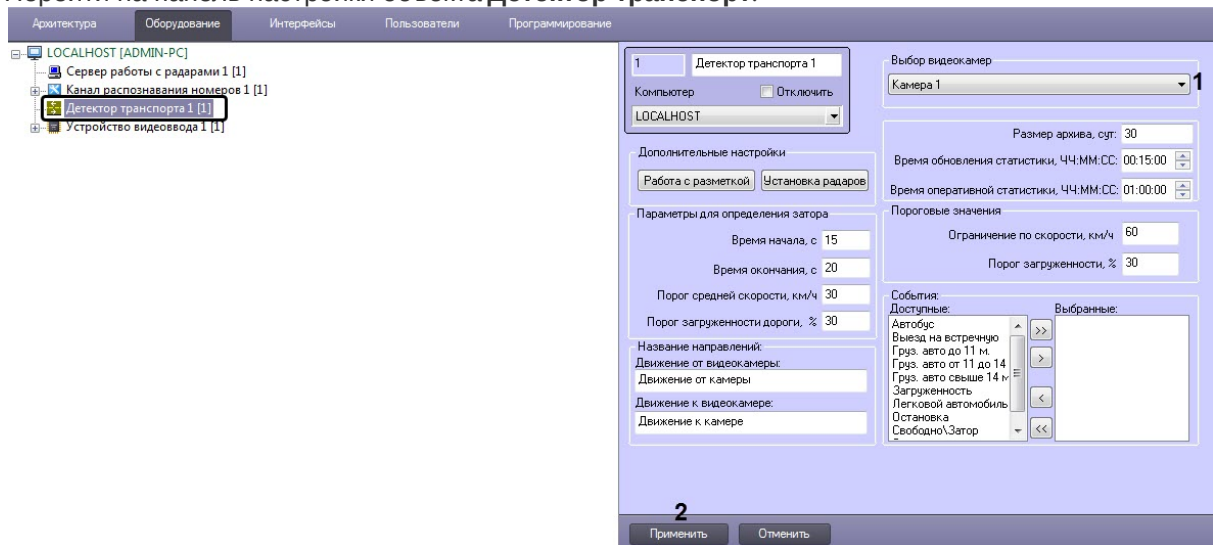 Перейти на панель настройки объекта Детектор транспорт
Архитектура Оборудование Интерфейсы Пользователи Программирование
LOCALHOST [ADMIN-PC]
Сервер работы с радарами 1 [1]
Канал распознавания номеров 1 [1]
Детектор транспорта 1 [1]
Устройство видеоввода 1 [1]
1 Детектор транспорта 1
Компьютер Отключить
LOCALHOST
Дополнительные настройки
Работа с разметкой Установка радаров
Параметры для определения затора
Время начала, с 15
Время окончания, с 20
Порог средней скорости, км/ч 30
Порог загруженности дороги, % 30
Название направлений:
Движение от видеокамеры:
Движение от камеры
Движение к видеокамере:
Движение к камере
Выбор видеокамер
Камера 1 1
Размер архива, сут: 30
Время обновления статистики, ЧЧ:ММ:СС: 00:15:00
Время оперативной статистики, ЧЧ:ММ:СС: 01:00:00
Пороговые значения
Ограничение по скорости, км/ч 60
Порог загруженности, % 30
События:
Доступные: Выбранные:
Автобус
Выезд на встречную
Груз. авто до 11 м.
Груз. авто от 11 до 14
Груз. авто свыше 14 м
Загруженность
Легковой автомобиль
Остановка
Свободно\Затор
>>
>
<
<<
2
Применить Отменить